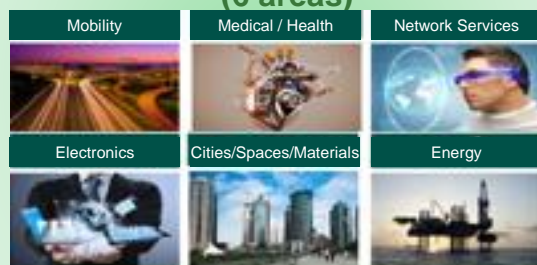 (6 areas)
Mobility
Medical / Health
Network Services
Electronics
Cities/Spaces/Materials
Energy